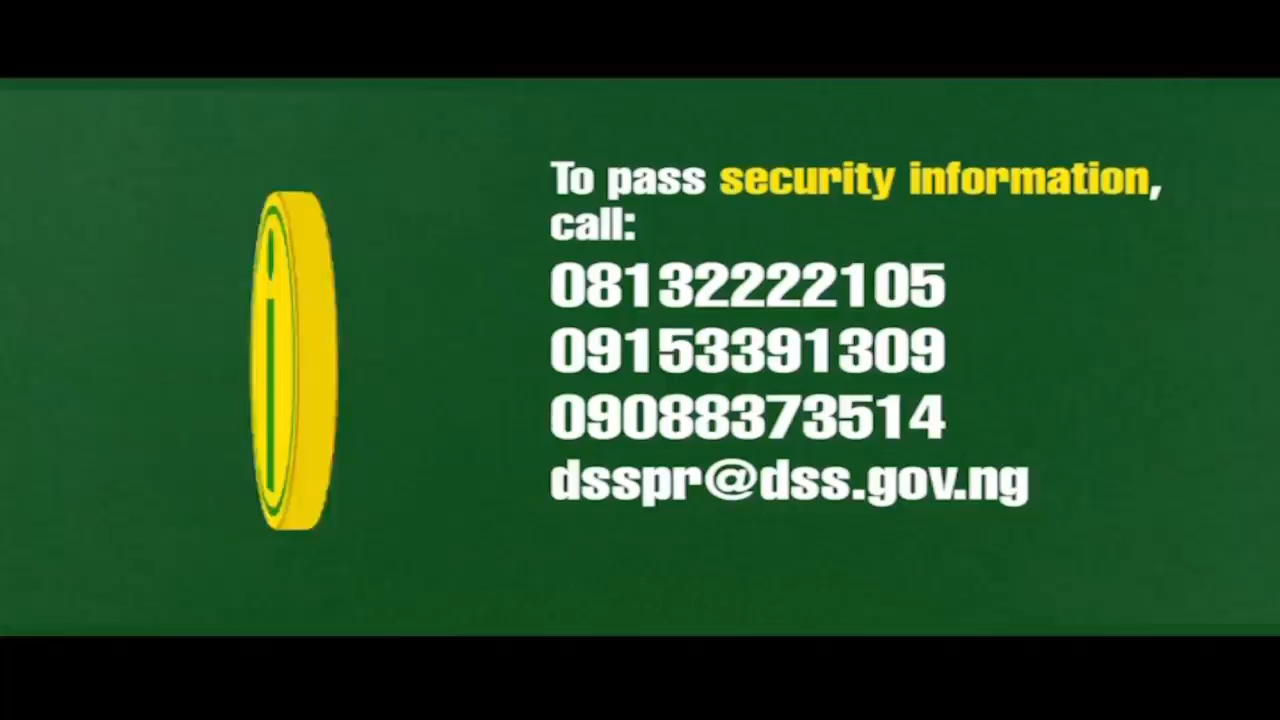 To pass security information,
call:
08132222105
09153391309
09088373514
dsspr@dss.gov.ng